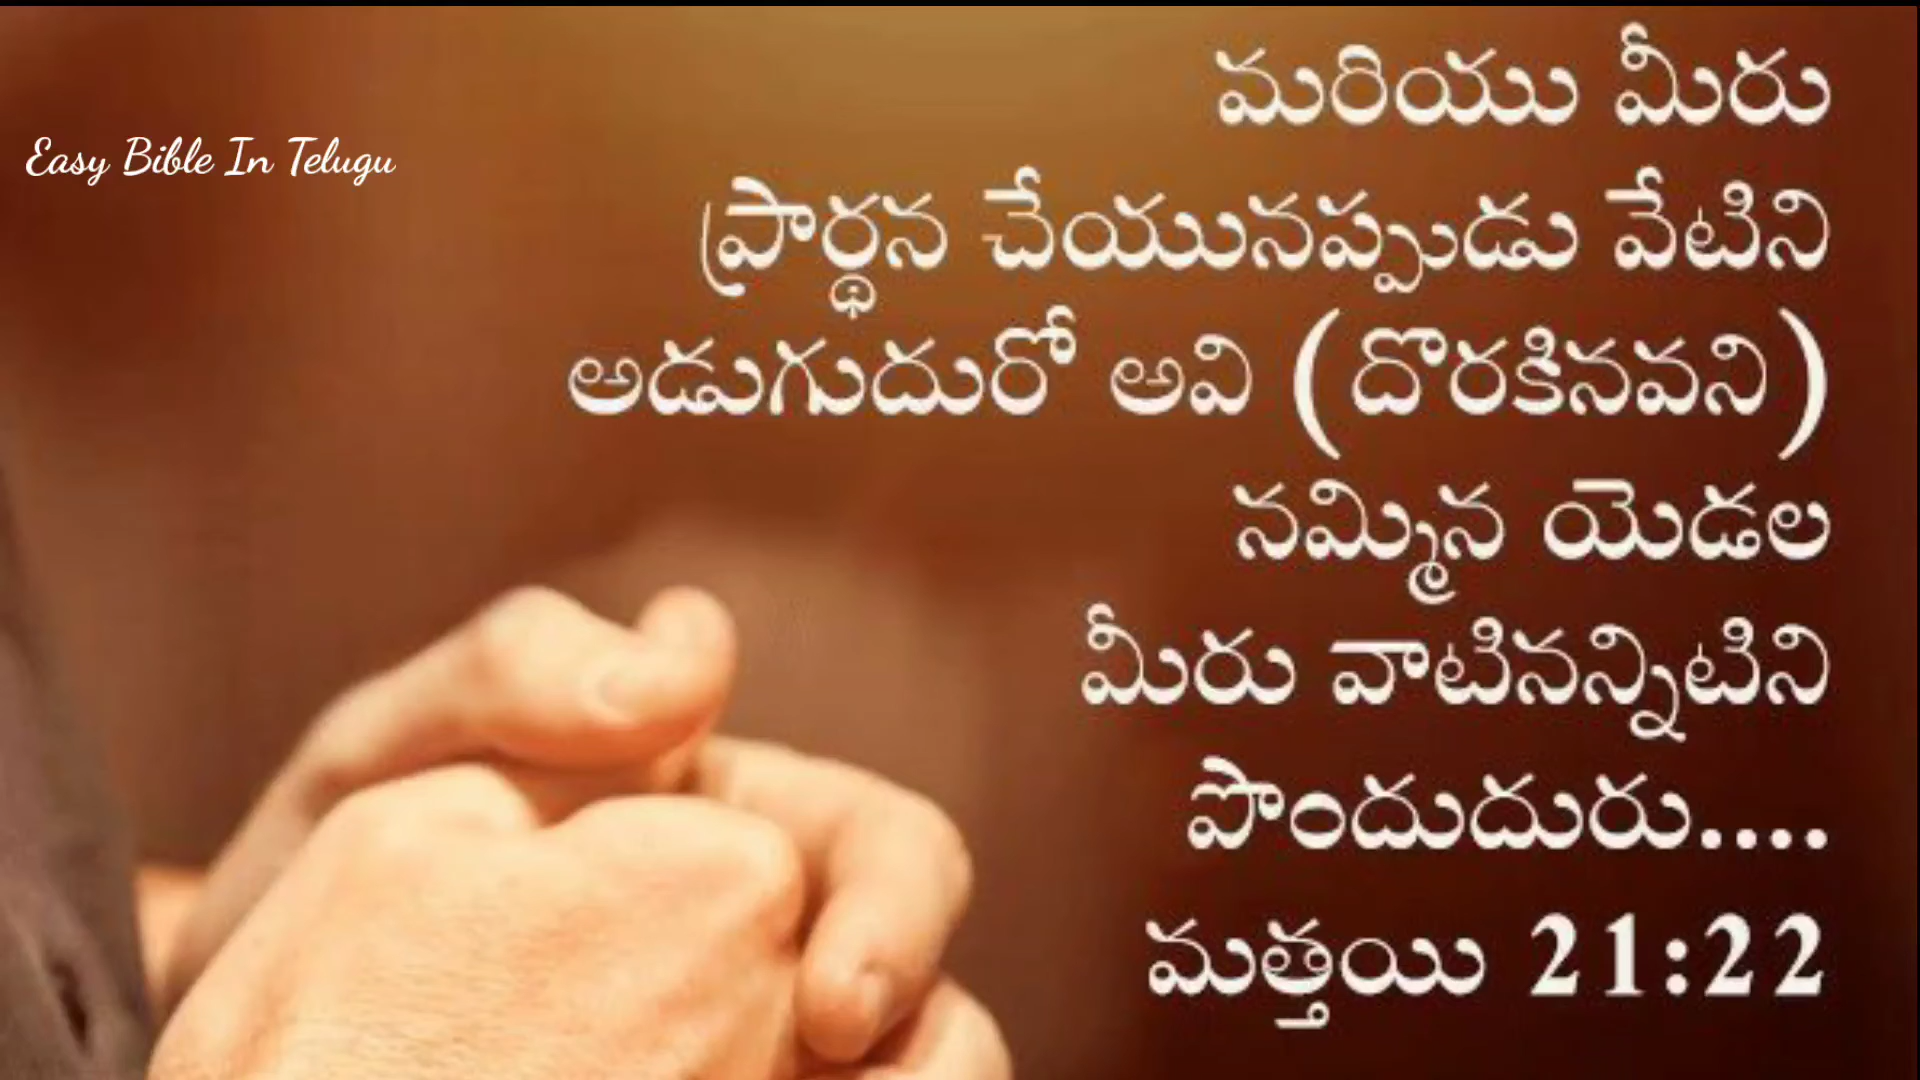 Easy Bible In Telugu
మరియు మీరు
ప్రార్థన చేయునప్పుడు వేటిని
అడుగుదురో అవి (దొరకినవని)
నమ్మిన యెడల
మీరు వాటినన్నిటిని
పొందుదురు....
మత్తయి 21:22